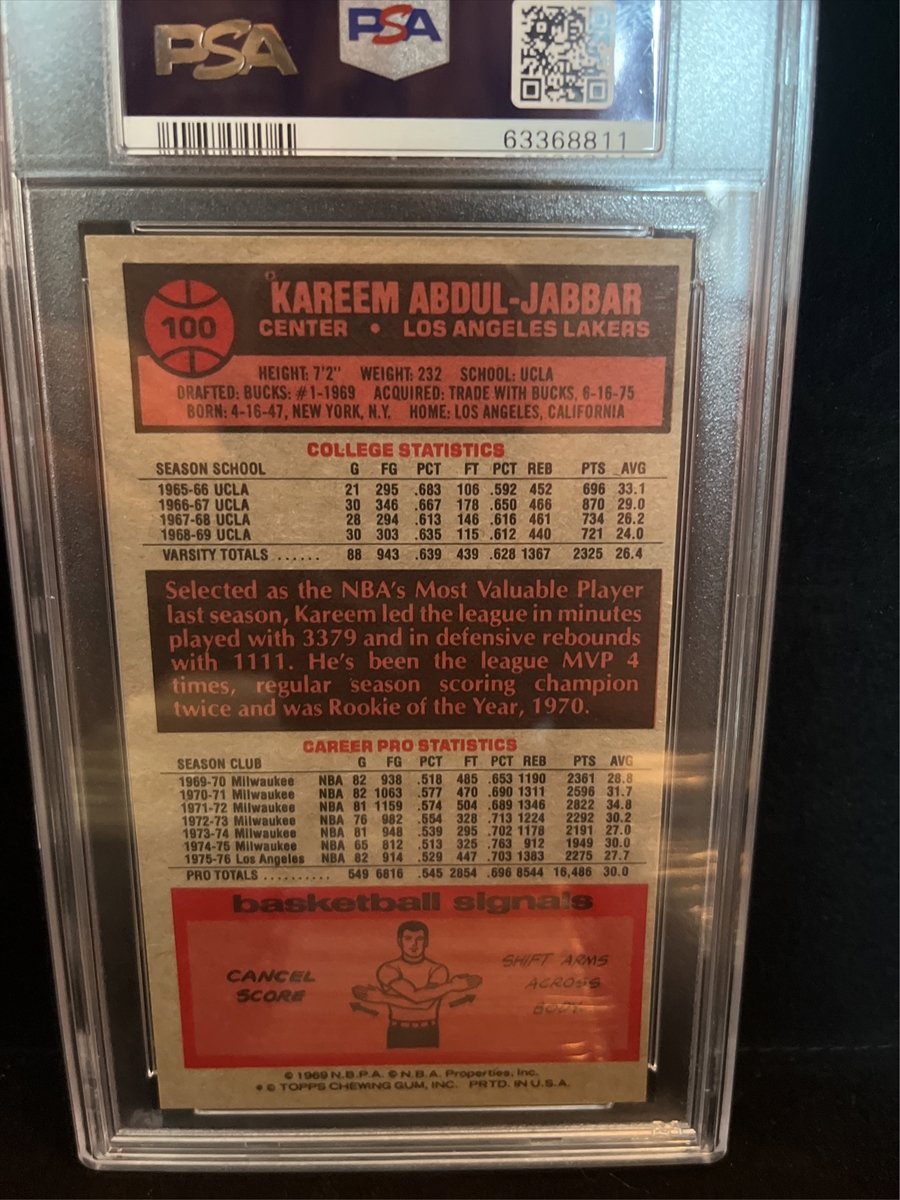 PSA
PSA
63368811
100
KAREEM ABDUL-JABBAR
CENTER • LOS ANGELES LAKERS
HEIGHT: 7'2" WEIGHT: 232 SCHOOL: UCLA
DRAFTED: BUCKS: #1-1969 ACQUIRED: TRADE WITH BUCKS, 6-16-75
BORN: 4-16-47, NEW YORK, N.Y. HOME: LOS ANGELES, CALIFORNIA
COLLEGE STATISTICS
SEASON SCHOOL G FG PCT FT PCT REB PTS AVG
1965-66 UCLA 21 295 .683 106 .592 452 696 33.1
1966-67 UCLA 30 346 .667 178 .650 466 870 29.0
1967-68 UCLA 28 294 .613 146 .616 461 734 26.2
1968-69 UCLA 30 303 .635 115 .612 440 721 24.0
VARSITY TOTALS ...... 88 943 .639 439 .628 1367 2325 26.4
Selected as the NBA's Most Valuable Player
last season, Kareem led the league in minutes
played with 3379 and in defensive rebounds
with 1111. He's been the league MVP 4
times, regular season scoring champion
twice and was Rookie of the Year, 1970.
CAREER PRO STATISTICS
SEASON CLUB G FG PCT FT PCT REB PTS AVG
1969-70 Milwaukee NBA 82 938 .518 485 .653 1190 2361 28.8
1970-71 Milwaukee NBA 82 1063 .577 470 .690 1311 2596 31.7
1971-72 Milwaukee NBA 81 1159 .574 504 .689 1346 2822 34.8
1972-73 Milwaukee NBA 76 982 .554 328 .713 1224 2292 30.2
1973-74 Milwaukee NBA 81 948 .539 295 .702 1178 2191 27.0
1974-75 Milwaukee NBA 65 812 .513 325 .763 912 1949 30.0
1975-76 Los Angeles NBA 82 914 .529 447 .703 1383 2275 27.7
PRO TOTALS .......... 549 6816 .545 2854 .696 8544 16,486 30.0
basketball signals
CANCEL
SCORE
SHIFT ARMS
ACROSS
BODY
© 1969 N.B.P.A. © N.B.A. Properties, Inc.
* © TOPPS CHEWING GUM, INC. PRTD. IN U.S.A.